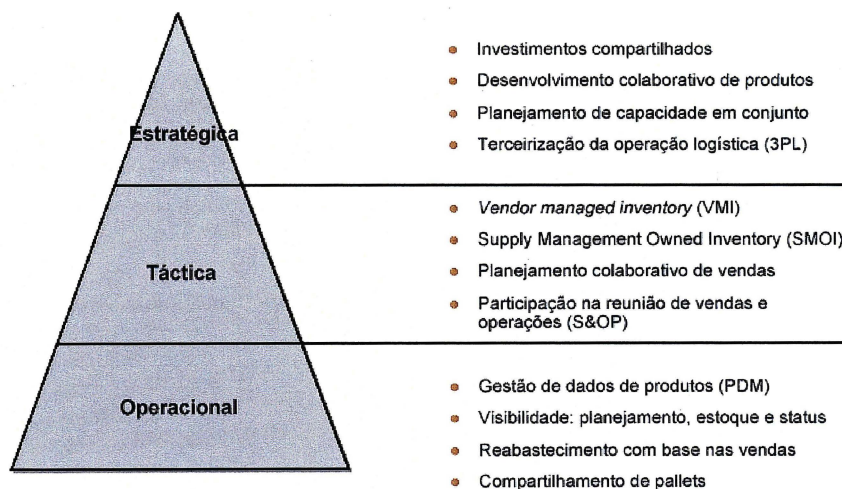 Estratégica
Investimentos compartilhados
Desenvolvimento colaborativo de produtos
Planejamento de capacidade em conjunto
Terceirização da operação logística (3PL)
Táctica
Vendor managed inventory (VMI)
Supply Management Owned Inventory (SMOI)
Planejamento colaborativo de vendas
Participação na reunião de vendas e
operações (S&OP)
Operacional
Gestão de dados de produtos (PDM)
Visibilidade: planejamento, estoque e status
Reabastecimento com base nas vendas
Compartilhamento de pallets